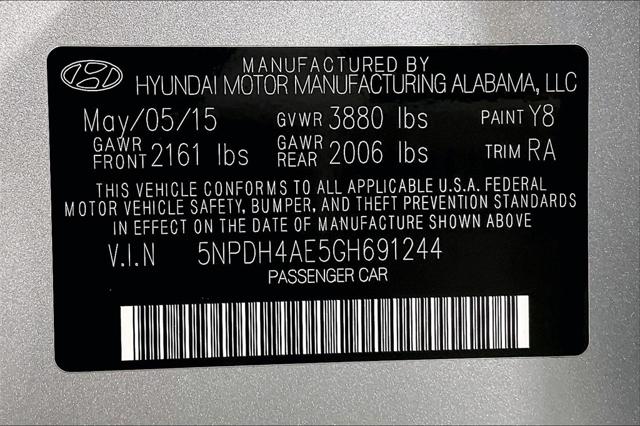 MANUFACTURED BY
HYUNDAI MOTOR MANUFACTURING ALABAMA, LLC
May/05/15 GVWR 3880 lbs PAINT Y8
GAWR FRONT 2161 lbs GAWR REAR 2006 lbs TRIM RA
THIS VEHICLE CONFORMS TO ALL APPLICABLE U.S.A. FEDERAL
MOTOR VEHICLE SAFETY, BUMPER, AND THEFT PREVENTION STANDARDS
IN EFFECT ON THE DATE OF MANUFACTURE SHOWN ABOVE
V.I.N 5NPDH4AE5GH691244
PASSENGER CAR